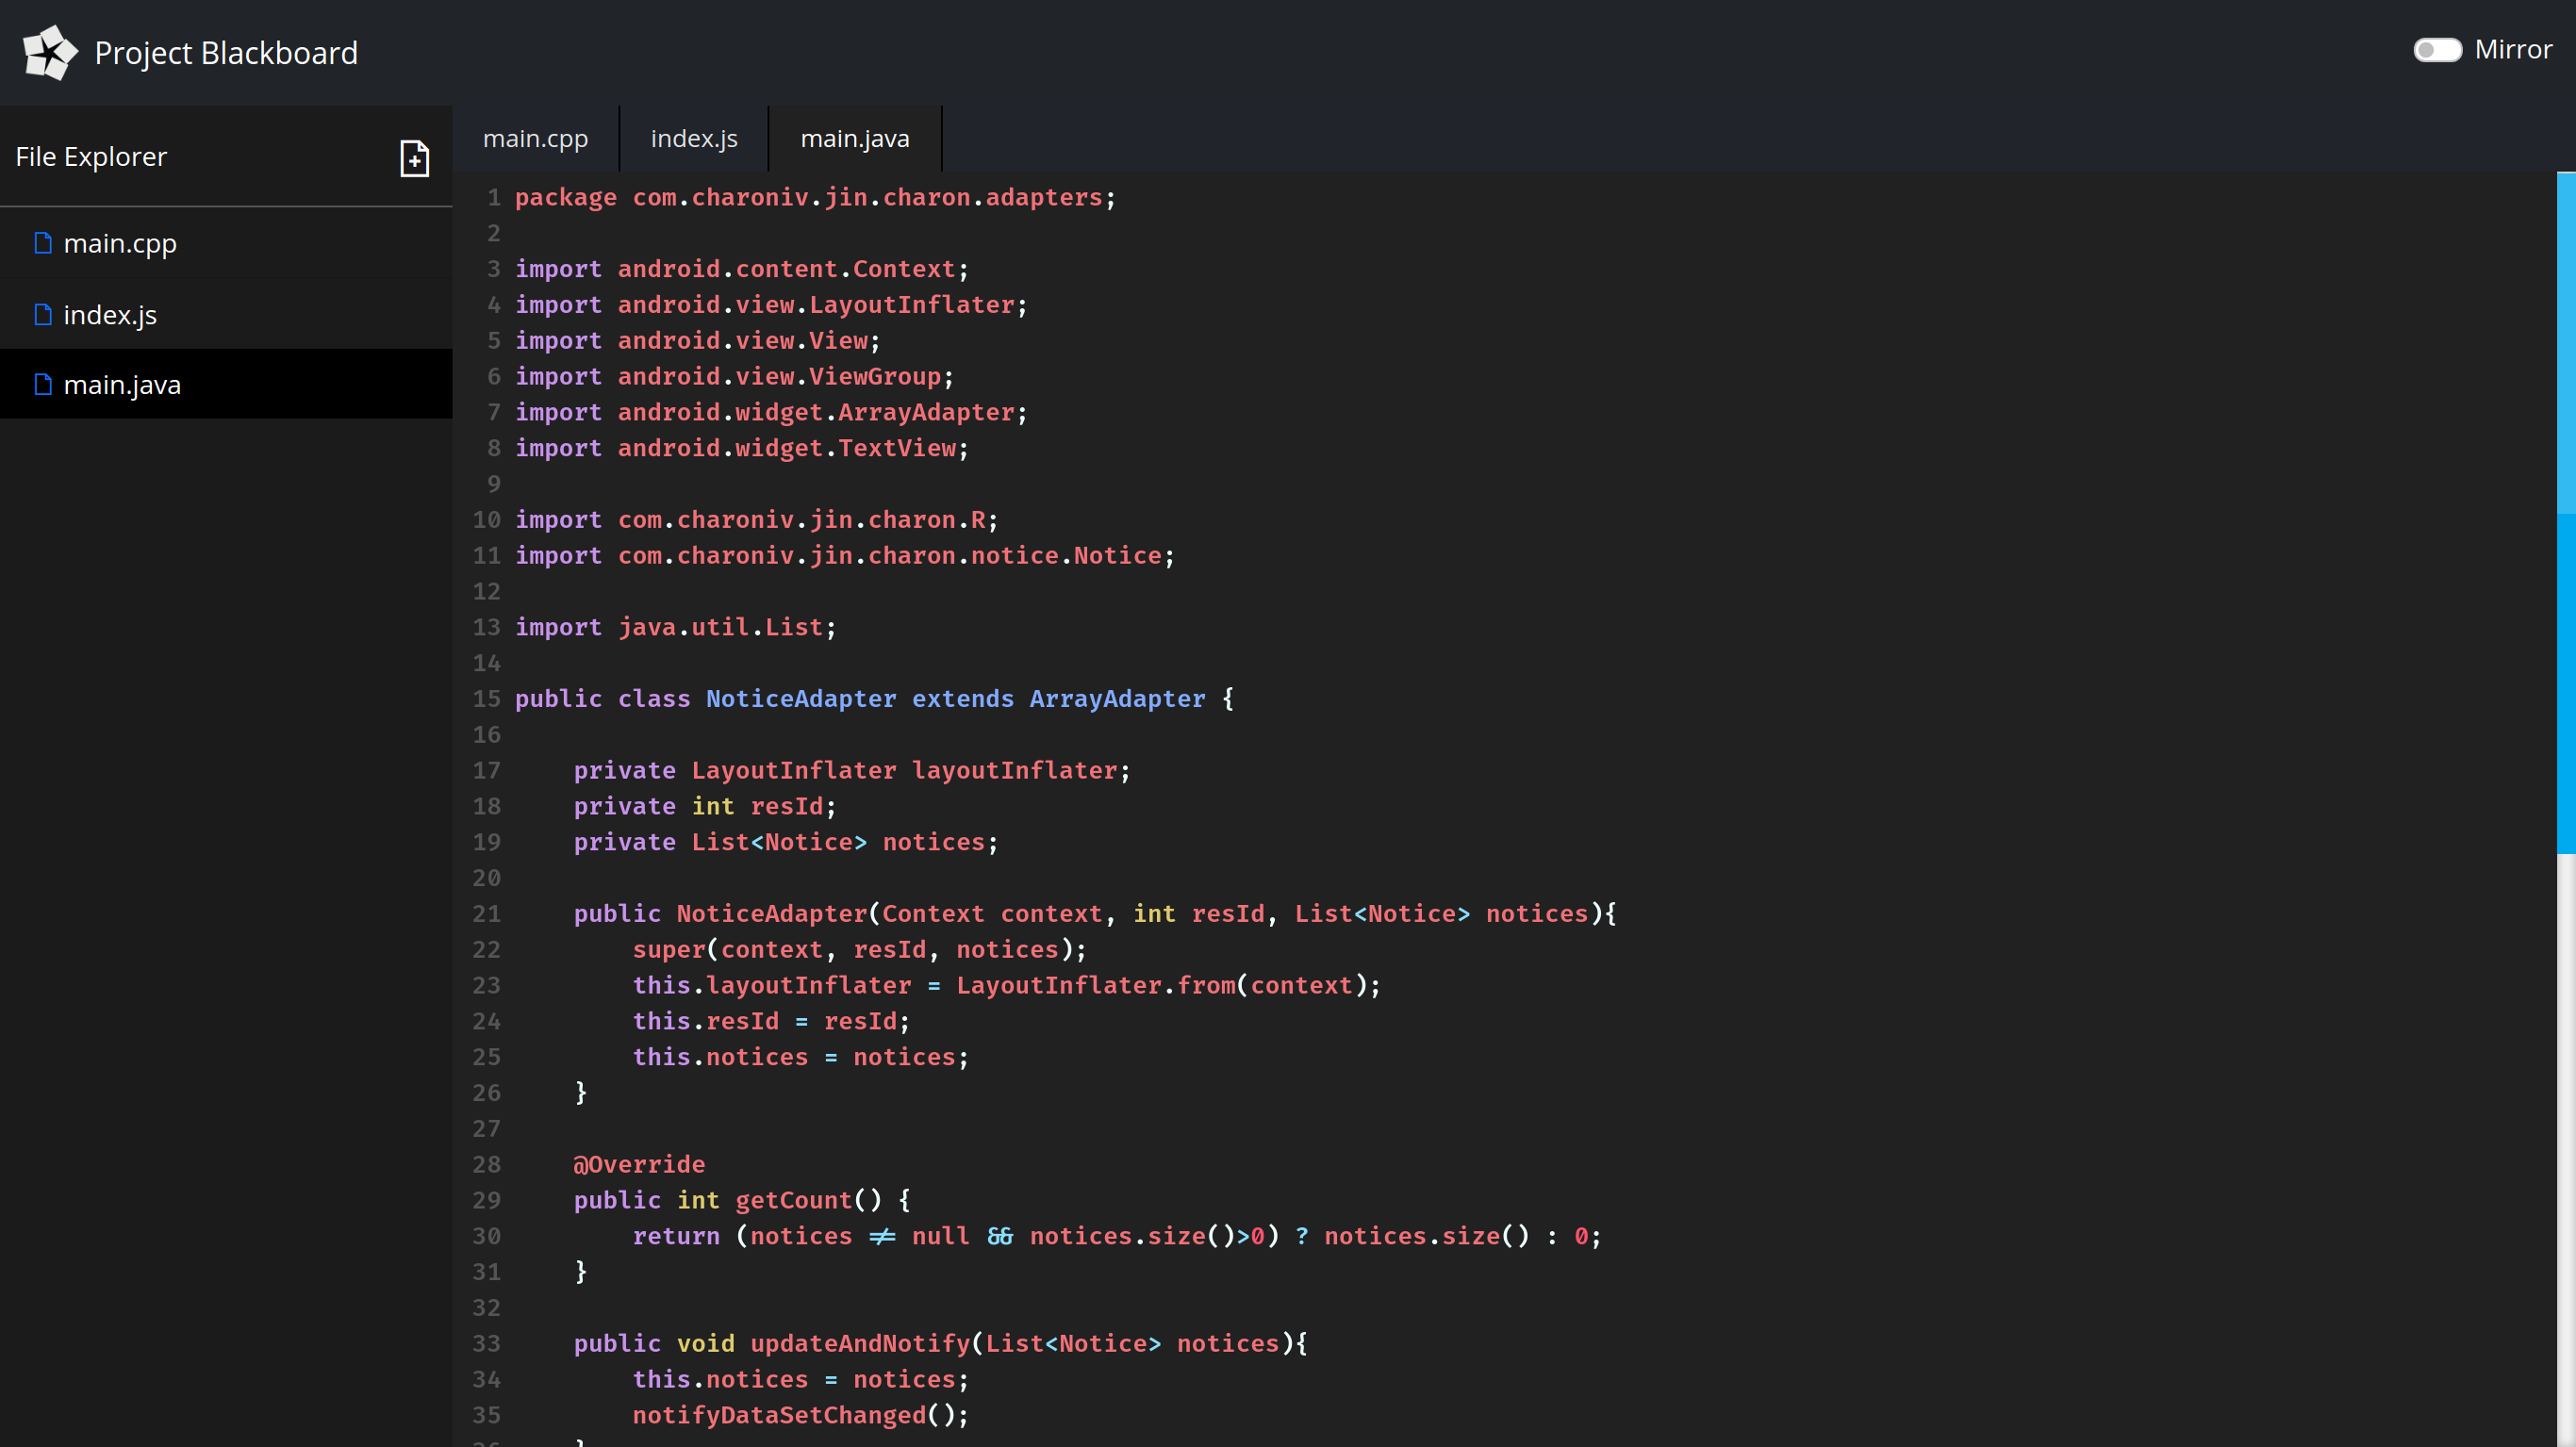 Project Blackboard
Mirror
File Explorer
main.cpp
index.js
main.java
main.cpp index.js main.java
1 package com.charoniv.jin.charon.adapters;
2
3 import android.content.Context;
4 import android.view.LayoutInflater;
5 import android.view.View;
6 import android.view.ViewGroup;
7 import android.widget.ArrayAdapter;
8 import android.widget.TextView;
9
10 import com.charoniv.jin.charon.R;
11 import com.charoniv.jin.charon.notice.Notice;
12
13 import java.util.List;
14
15 public class NoticeAdapter extends ArrayAdapter {
16
17     private LayoutInflater layoutInflater;
18     private int resId;
19     private List<Notice> notices;
20
21     public NoticeAdapter(Context context, int resId, List<Notice> notices){
22         super(context, resId, notices);
23         this.layoutInflater = LayoutInflater.from(context);
24         this.resId = resId;
25         this.notices = notices;
26     }
27
28     @Override
29     public int getCount() {
30         return (notices != null && notices.size()>0) ? notices.size() : 0;
31     }
32
33     public void updateAndNotify(List<Notice> notices){
34         this.notices = notices;
35         notifyDataSetChanged();